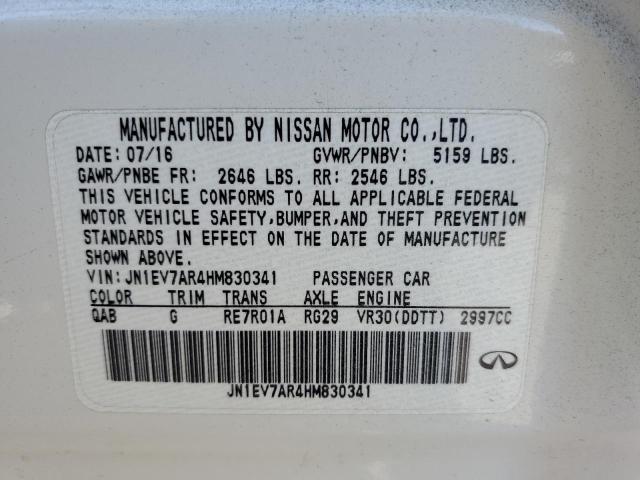 MANUFACTURED BY NISSAN MOTOR CO.,LTD.
DATE: 07/16 GVWR/PNBV: 5159 LBS.
GAWR/PNBE FR: 2646 LBS. RR: 2546 LBS.
THIS VEHICLE CONFORMS TO ALL APPLICABLE FEDERAL
MOTOR VEHICLE SAFETY,BUMPER,AND THEFT PREVENTION
STANDARDS IN EFFECT ON THE DATE OF MANUFACTURE
SHOWN ABOVE.
VIN: JN1EV7AR4HM830341 PASSENGER CAR
COLOR TRIM TRANS AXLE ENGINE
QAB G RE7R01A RG29 VR30(DDTT) 2997CC
JN1EV7AR4HM830341